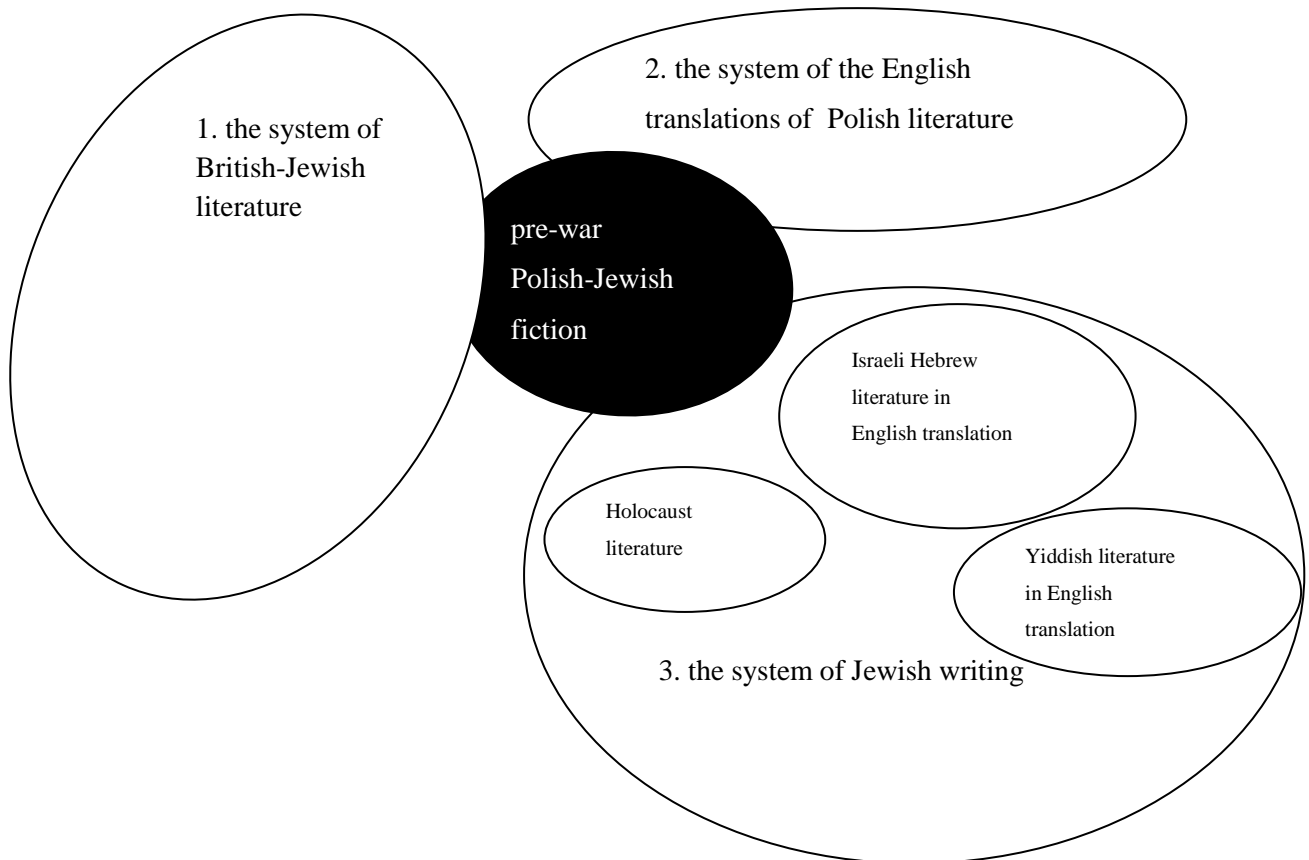 1. the system of
British-Jewish
literature
2. the system of the English
translations of Polish literature
pre-war
Polish-Jewish
fiction
Israeli Hebrew
literature in
English translation
Holocaust
literature
Yiddish literature
in English
translation
3. the system of Jewish writing